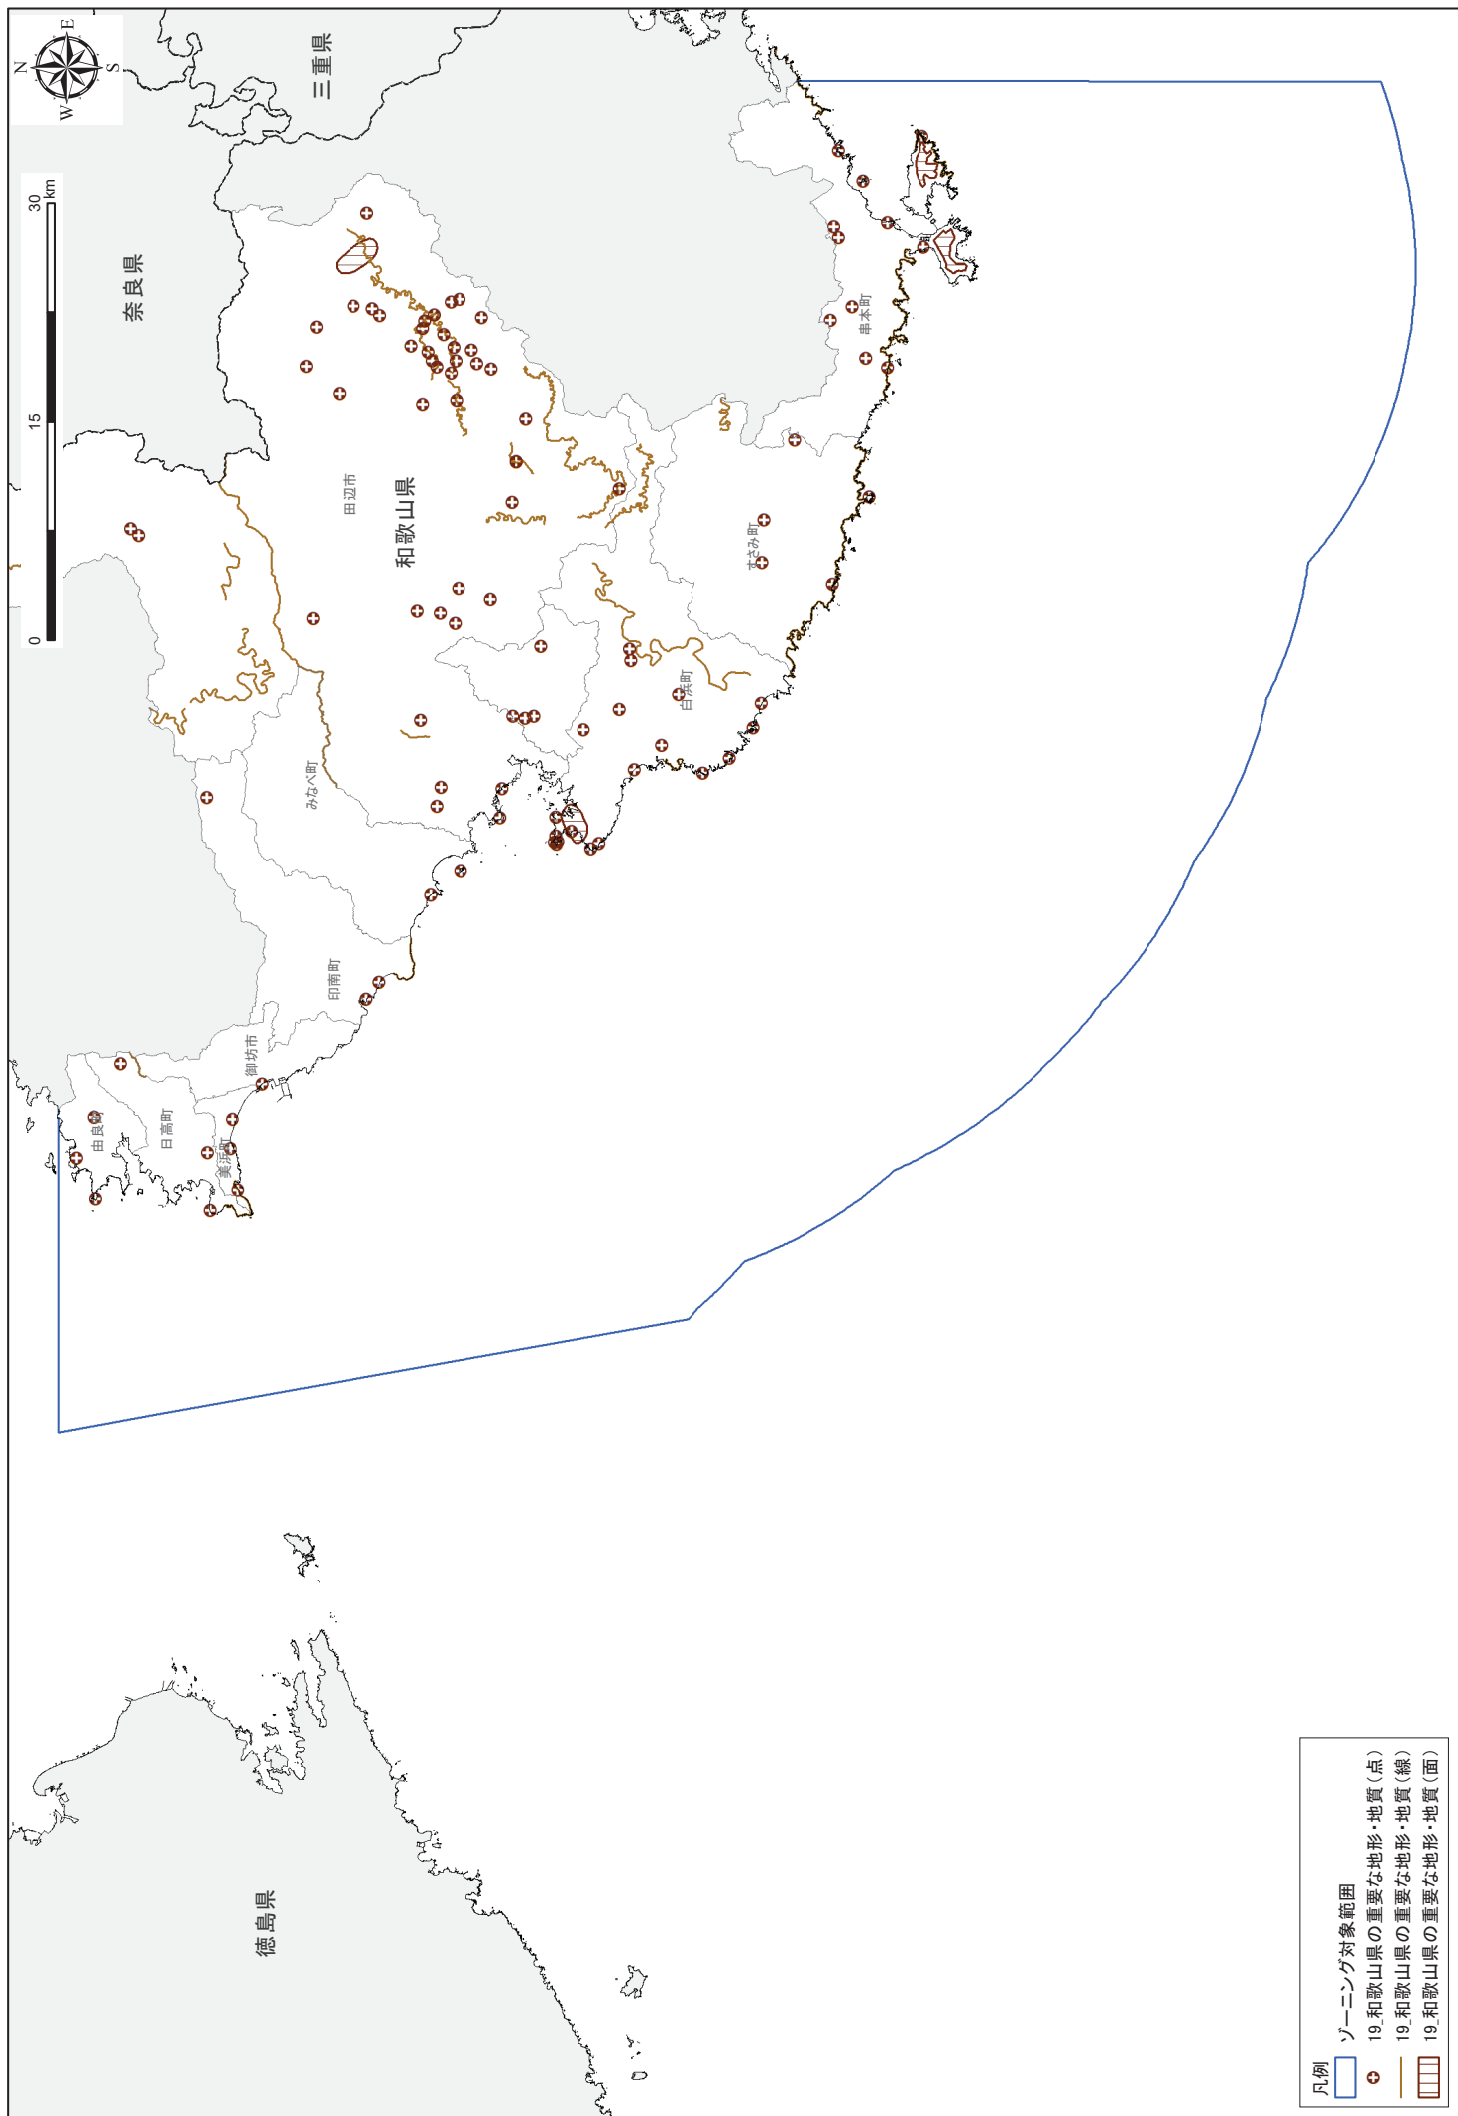 N
W
E
S
0
15
30
km
奈良県
三重県
和歌山県
徳島県
田辺市
みなべ町
印南町
御坊市
由良町
日高町
美浜町
白浜町
すさみ町
串本町
凡例
ゾーニング対象範囲
19_和歌山県の重要な地形・地質(点)
19_和歌山県の重要な地形・地質(線)
19_和歌山県の重要な地形・地質(面)